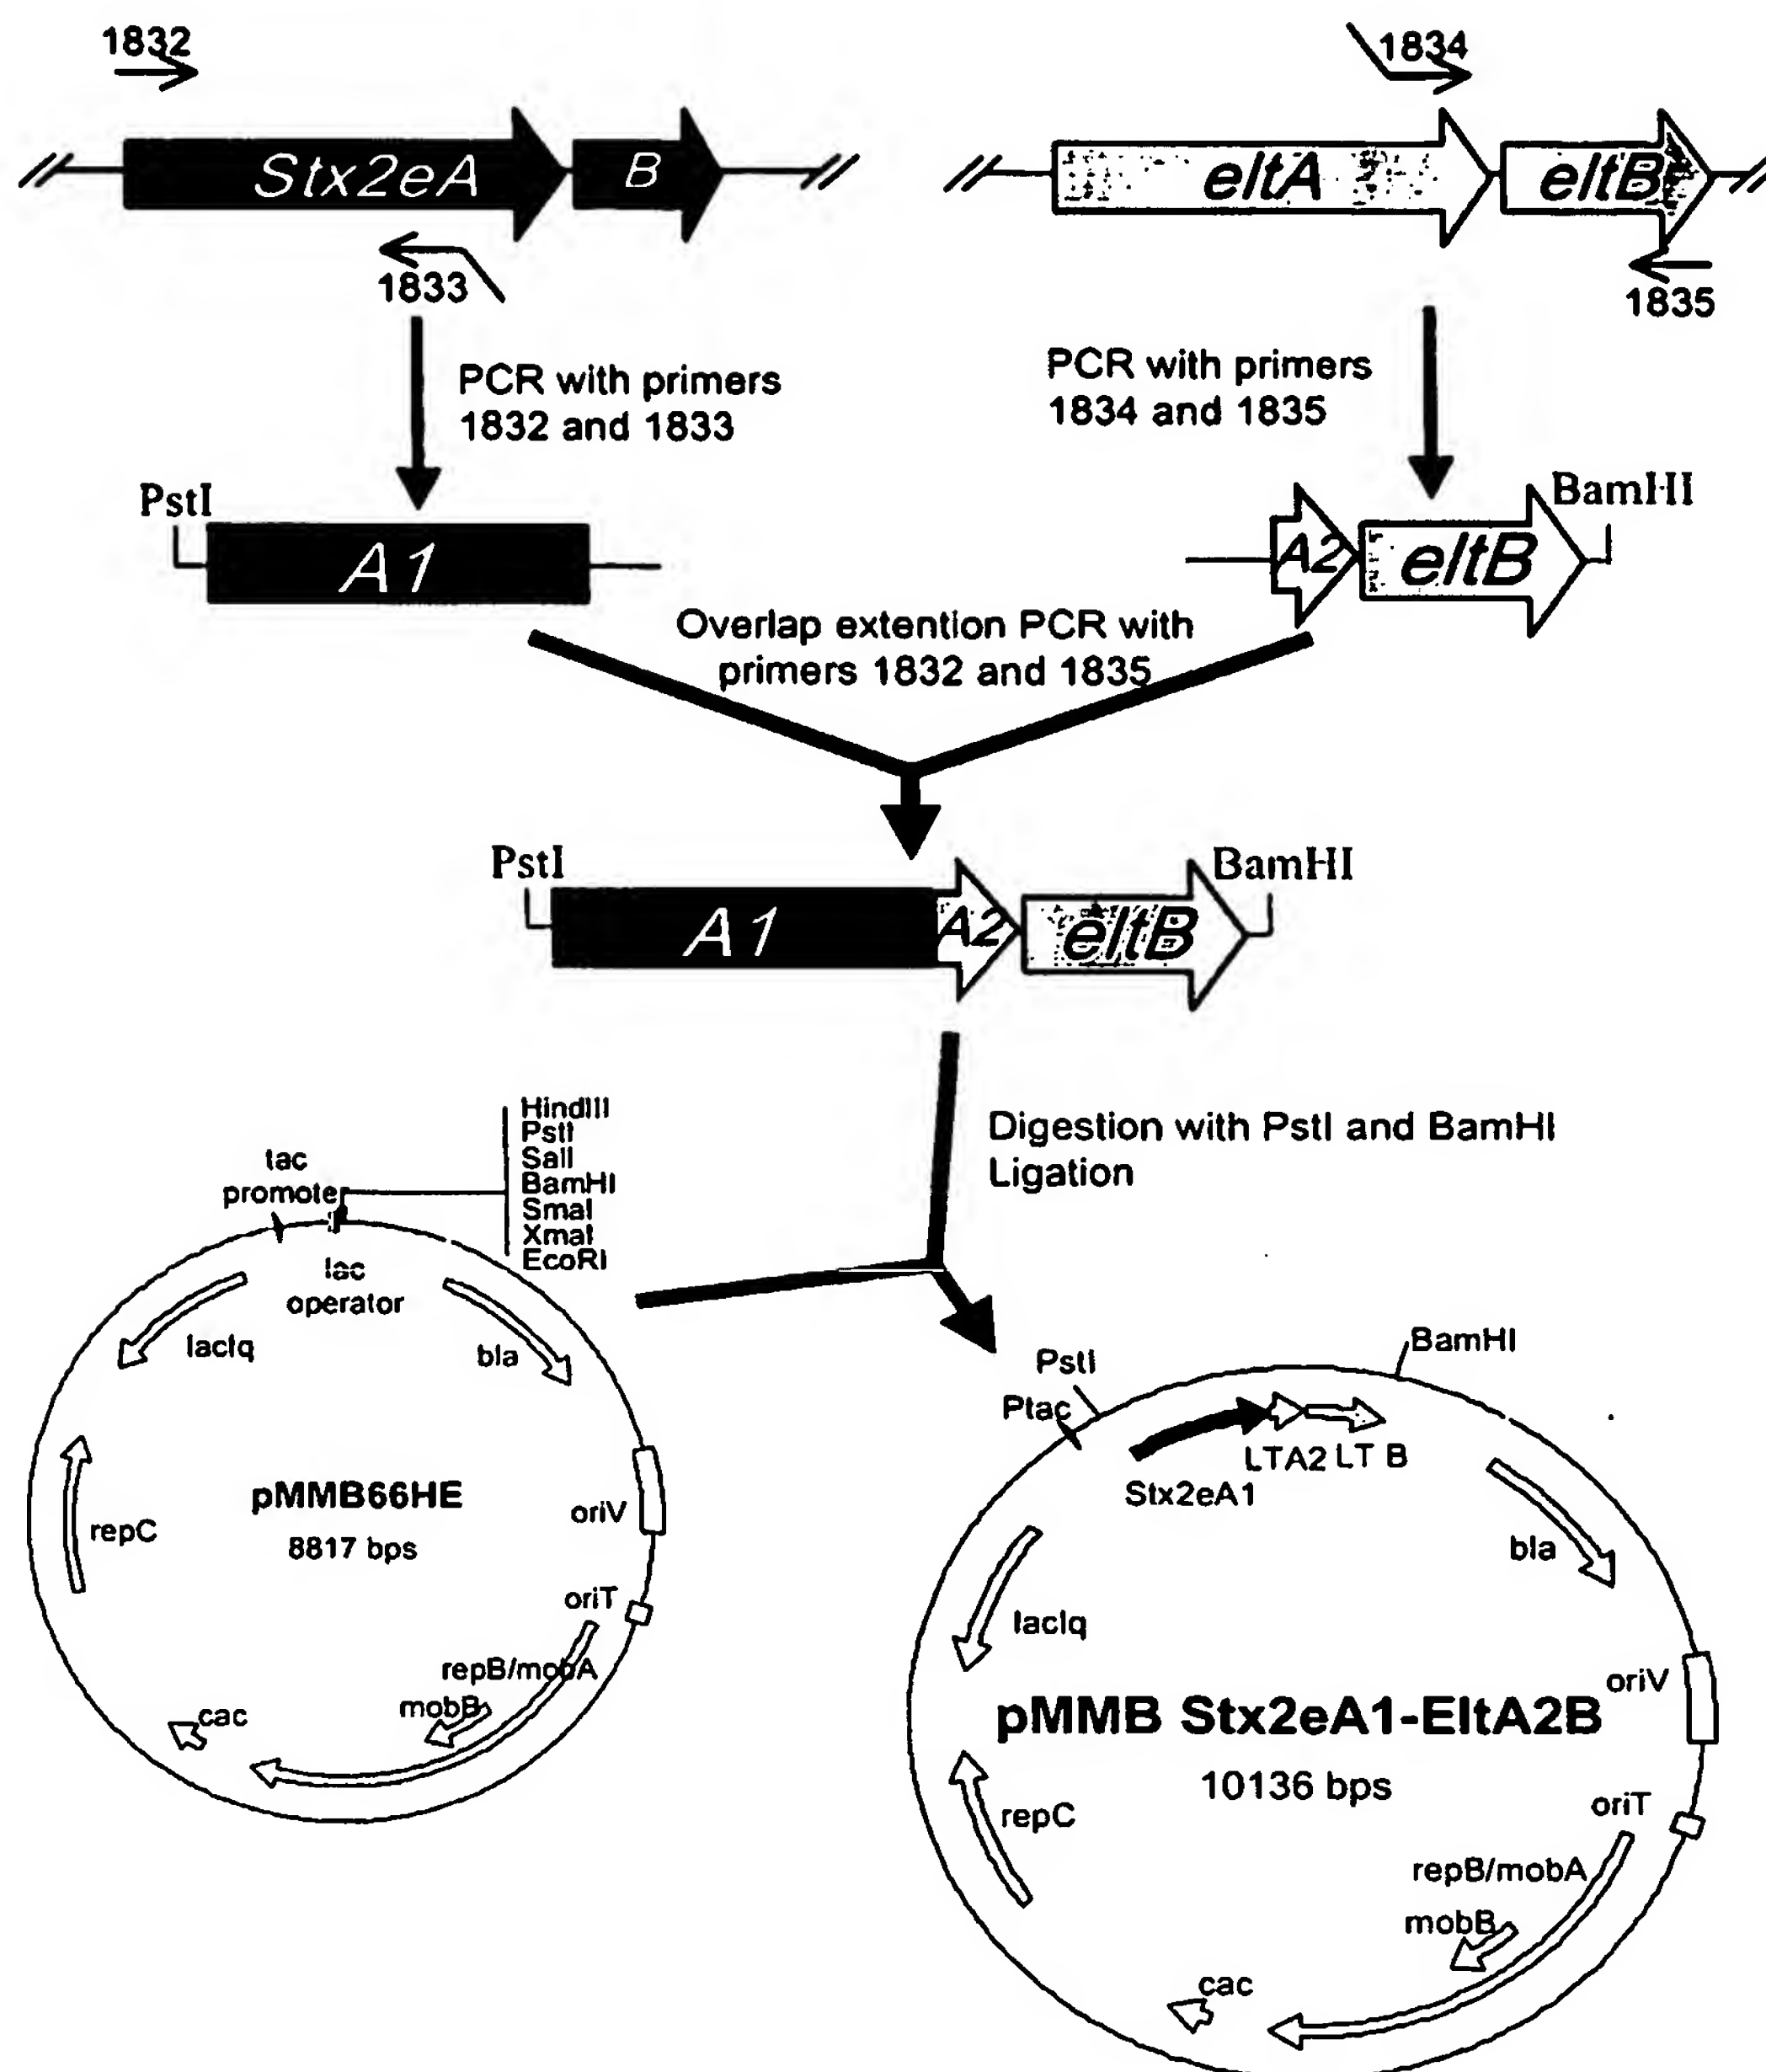 1832
1834
Stx2eA
B
eltA
eltB
1833
1835
PCR with primers
1832 and 1833
PCR with primers
1834 and 1835
PstI
A1
BamHI
A2
eltB
Overlap extention PCR with
primers 1832 and 1835
PstI
BamHI
A1
A2
eltB
Digestion with PstI and BamHI
Ligation
HindIII
PstI
SalI
BamHI
SmaI
XmaI
EcoRI
tac
promote
lac
operator
lacIq
bla
repC
pMMB66HE
8817 bps
oriV
oriT
repB/mobA
mobB
cac
PstI
BamHI
Ptac
LTA2 LT B
Stx2eA1
bla
lacIq
oriV
pMMB Stx2eA1-EltA2B
10136 bps
oriT
repC
repB/mobA
mobB
cac